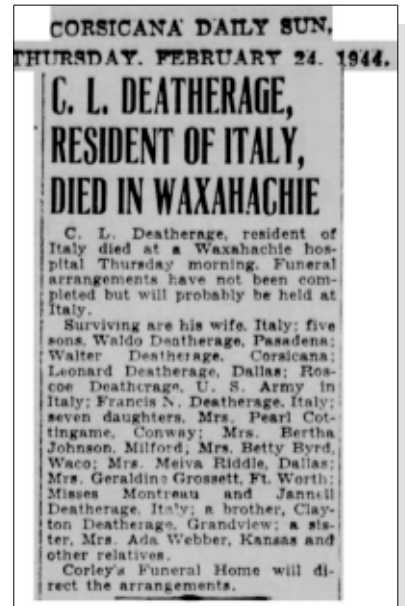 CORSICANA DAILY SUN,
THURSDAY, FEBRUARY 24, 1944.
C. L. DEATHERAGE,
RESIDENT OF ITALY,
DIED IN WAXAHACHIE
C. L. Deatherage, resident of
Italy died at a Waxahachie hos-
pital Thursday morning. Funeral
arrangements have not been com-
pleted but will probably be held at
Italy.
Surviving are his wife, Italy; five
sons, Waldo Deatherage, Pasadena;
Walter Deatherage, Corsicana;
Leonard Deatherage, Dallas; Ros-
coe Deatherage, U. S. Army in
Italy; Francis N. Deatherage, Italy;
seven daughters, Mrs. Pearl Cot-
tingame, Conway; Mrs. Bertha
Johnson, Milford; Mrs. Betty Byrd,
Waco; Mrs. Melva Riddle, Dallas;
Mrs. Geraldine Grossett, Ft. Worth;
Misses Montreau and Jannell
Deatherage, Italy; a brother, Clay-
ton Deatherage, Grandview; a sis-
ter, Mrs. Ada Webber, Kansas and
other relatives.
Corley's Funeral Home will di-
rect the arrangements.